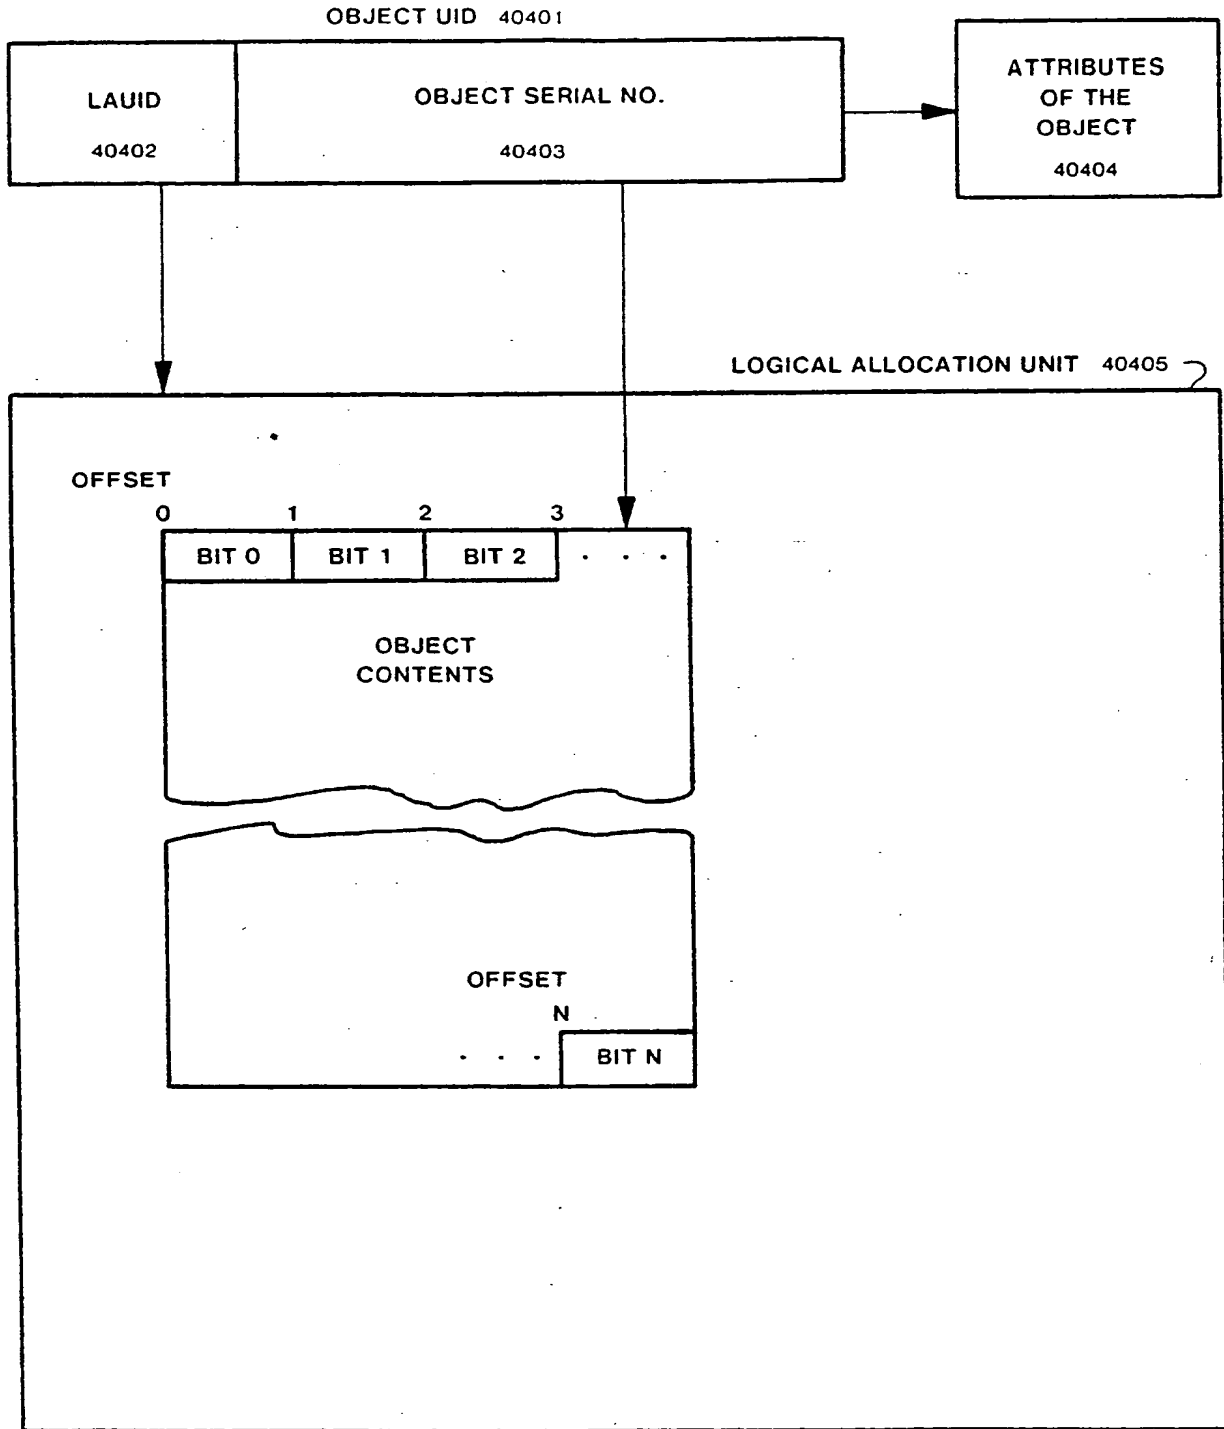 OBJECT UID 40401
LAUID
40402
OBJECT SERIAL NO.
40403
ATTRIBUTES
OF THE
OBJECT
40404
LOGICAL ALLOCATION UNIT 40405
OFFSET
0 1 2 3
BIT 0 BIT 1 BIT 2 . . .
OBJECT
CONTENTS
OFFSET
N
. . . BIT N